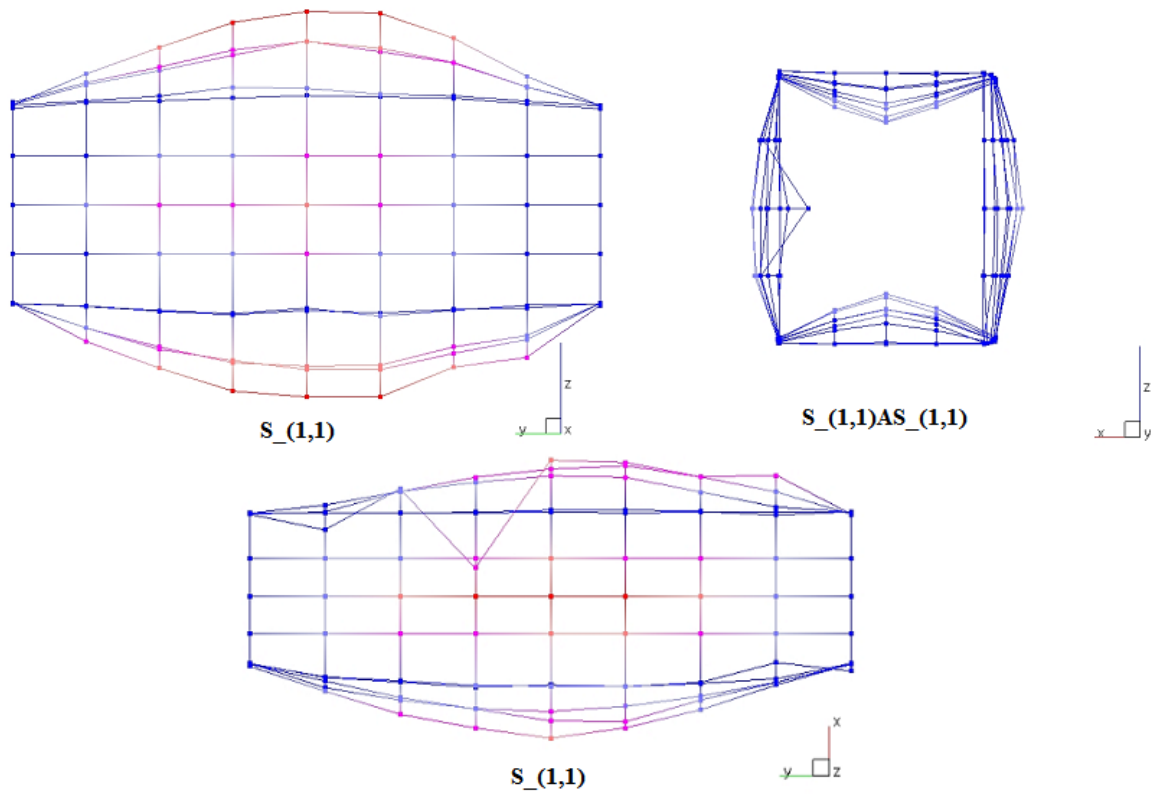 z
y x
S_(1,1)
z
x y
S_(1,1)AS_(1,1)
x
y z
S_(1,1)